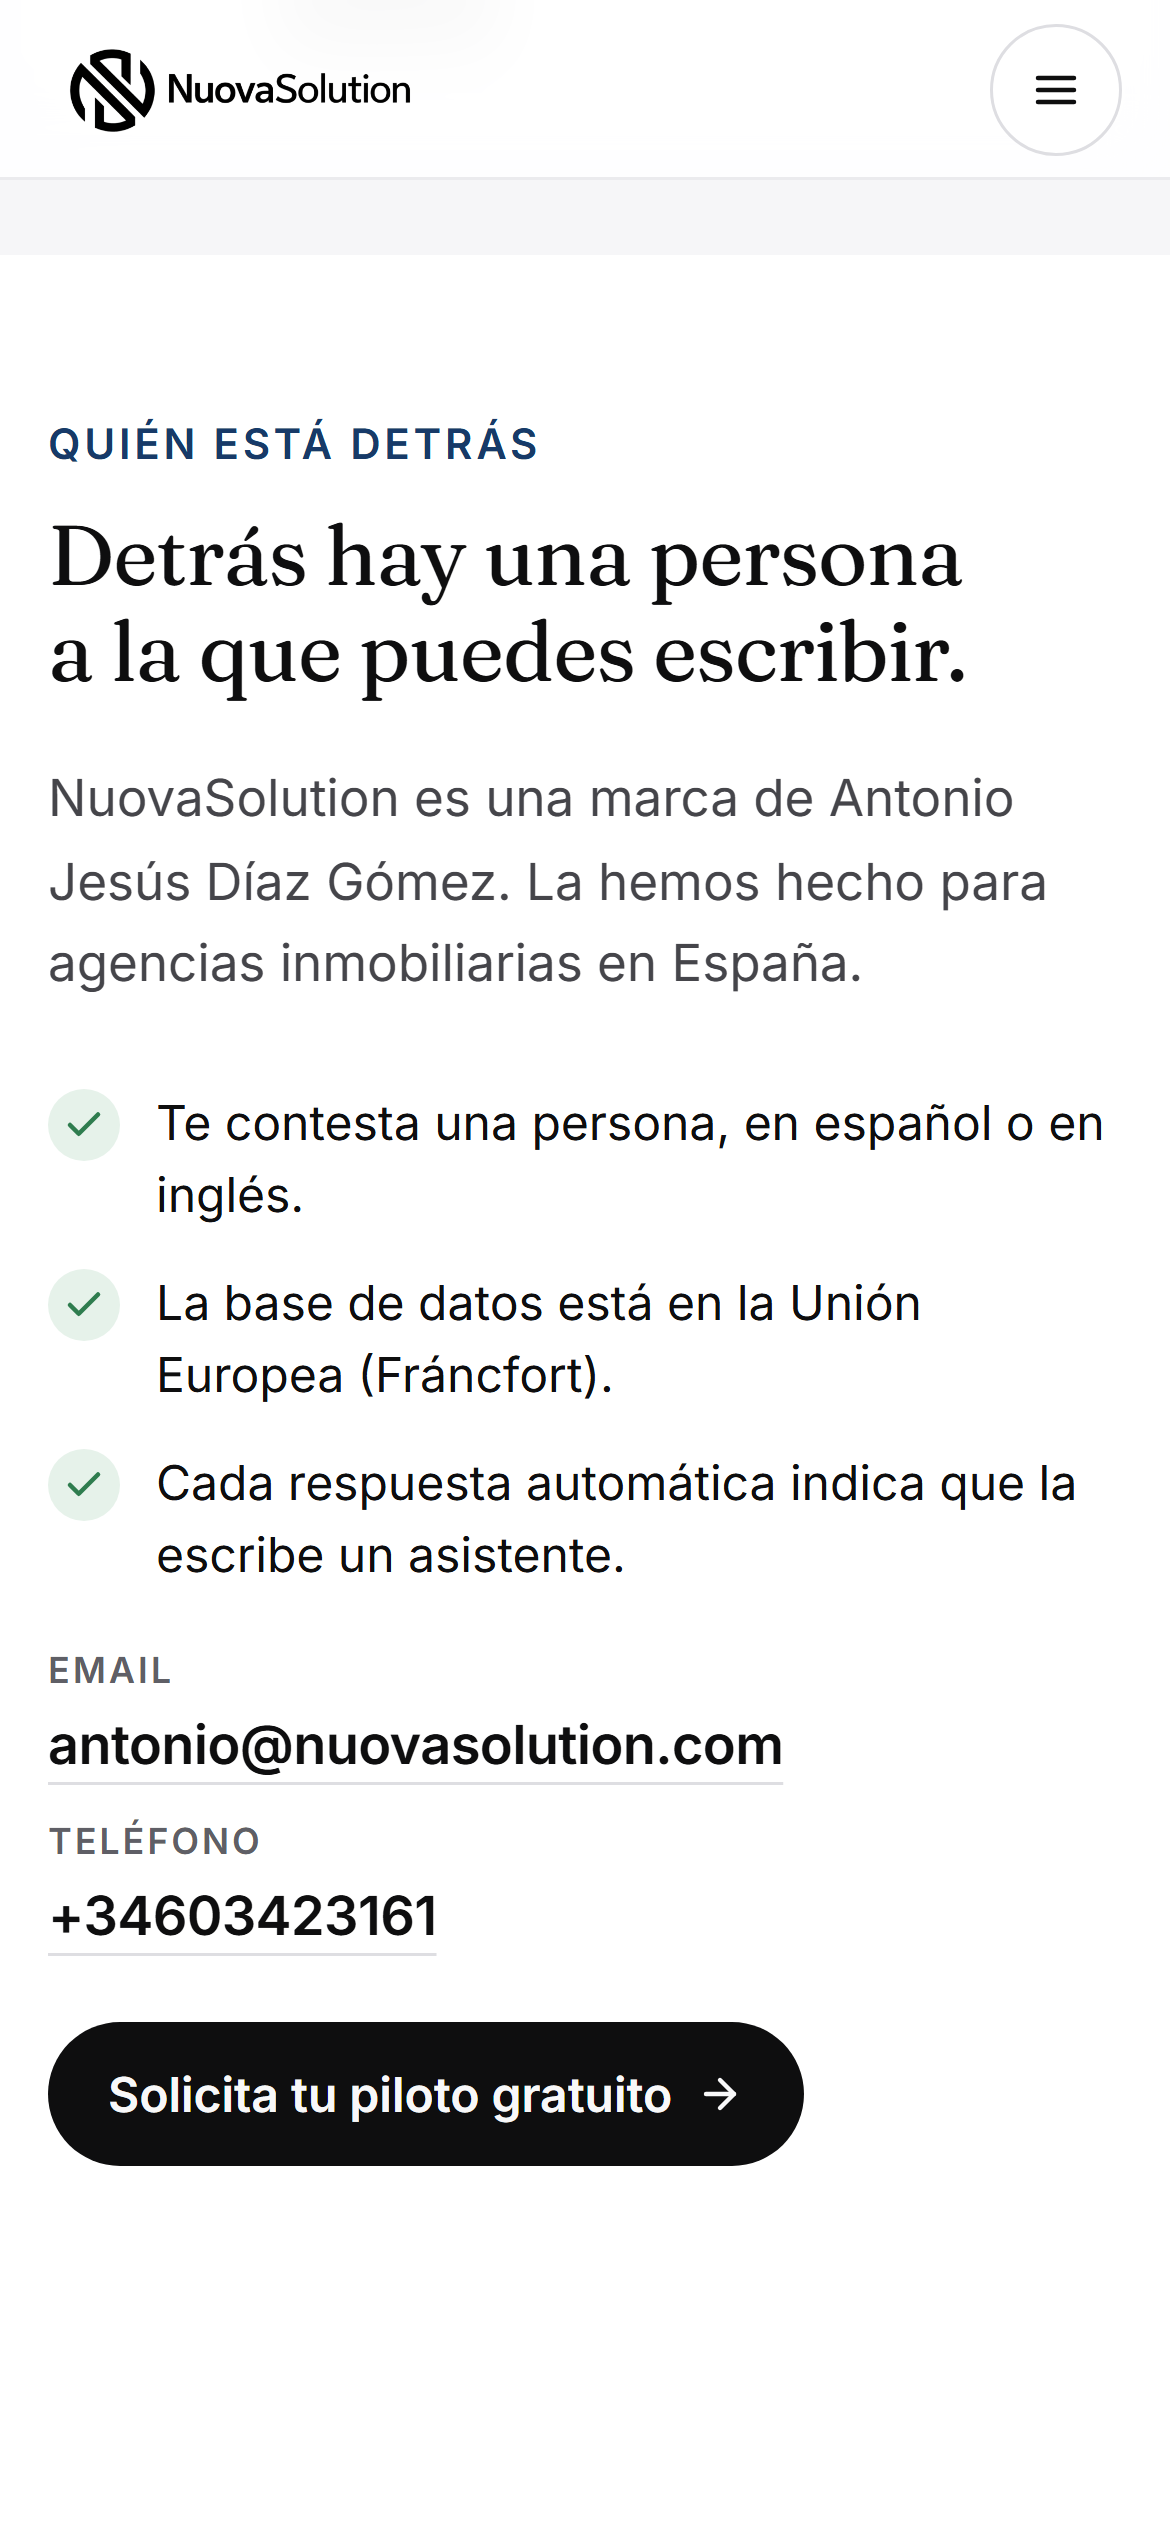 NuovaSolution
QUIÉN ESTÁ DETRÁS
Detrás hay una persona
a la que puedes escribir.
NuovaSolution es una marca de Antonio
Jesús Díaz Gómez. La hemos hecho para
agencias inmobiliarias en España.
Te contesta una persona, en español o en
inglés.
La base de datos está en la Unión
Europea (Fráncfort).
Cada respuesta automática indica que la
escribe un asistente.
EMAIL
antonio@nuovasolution.com
TELÉFONO
+34603423161
Solicita tu piloto gratuito →